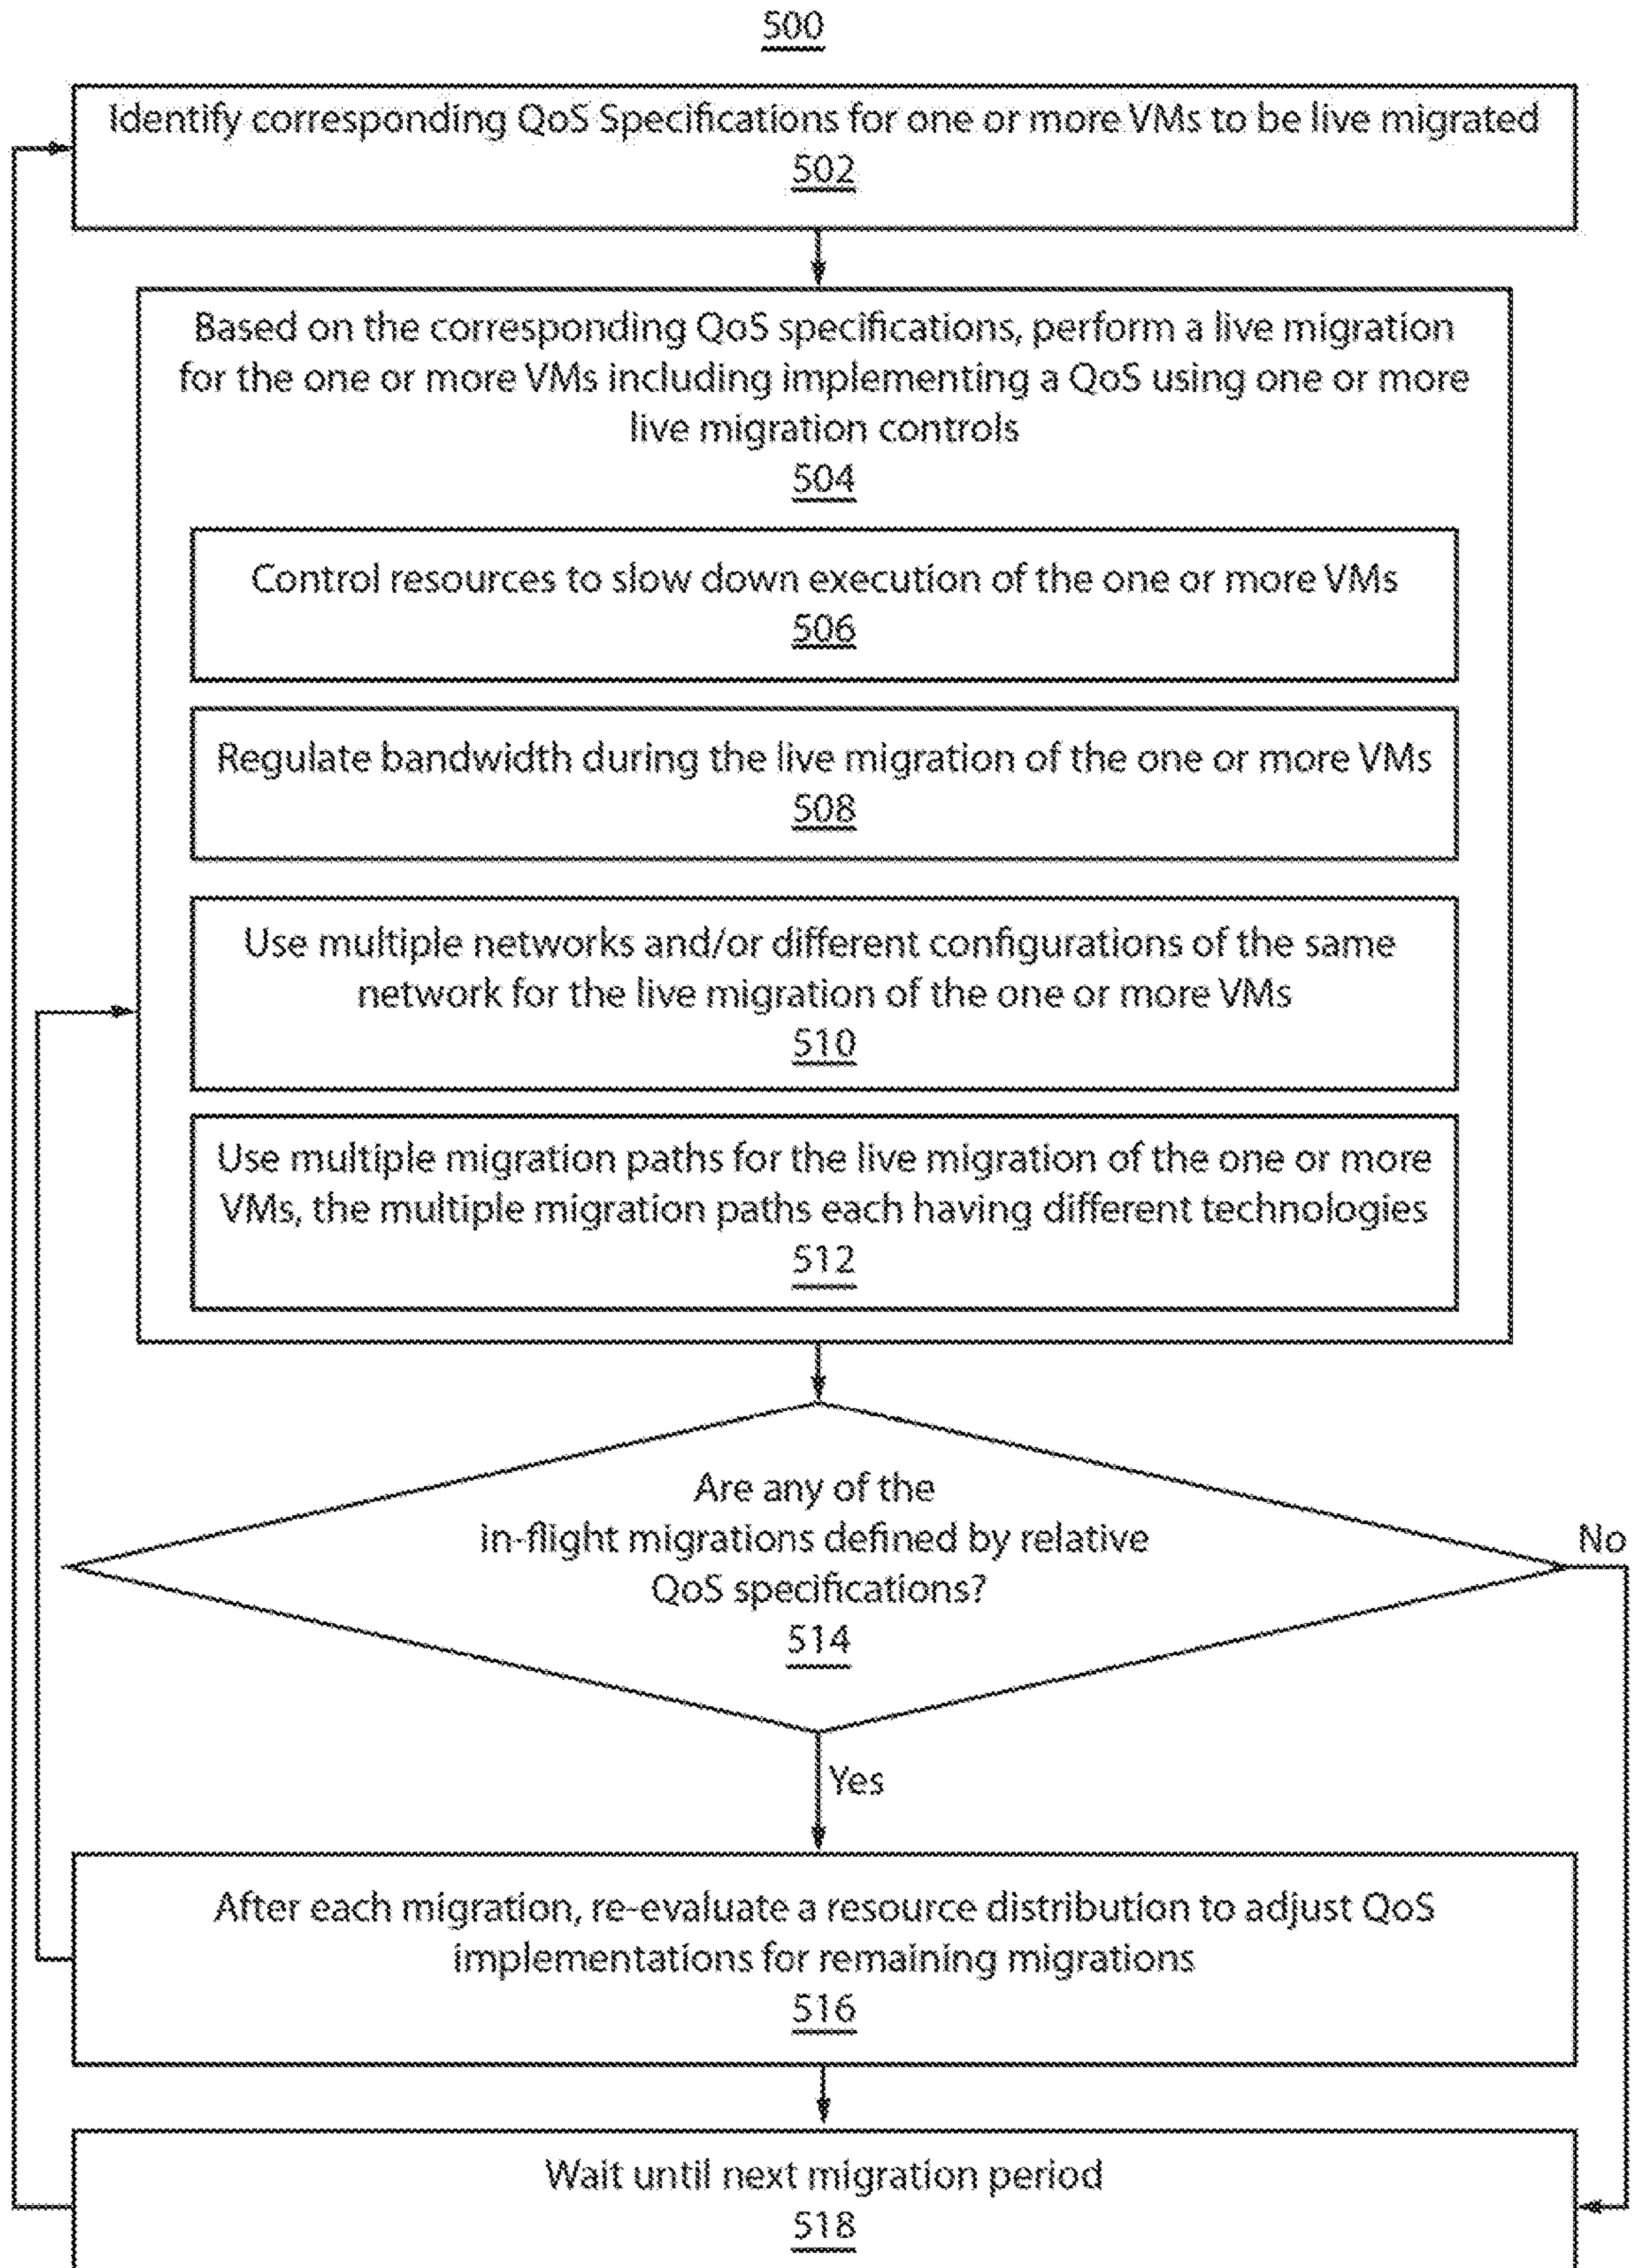 500
Identify corresponding QoS Specifications for one or more VMs to be live migrated
502
Based on the corresponding QoS specifications, perform a live migration
for the one or more VMs including implementing a QoS using one or more
live migration controls
504
Control resources to slow down execution of the one or more VMs
506
Regulate bandwidth during the live migration of the one or more VMs
508
Use multiple networks and/or different configurations of the same
network for the live migration of the one or more VMs
510
Use multiple migration paths for the live migration of the one or more
VMs, the multiple migration paths each having different technologies
512
Are any of the
in-flight migrations defined by relative
QoS specifications?
514
No
Yes
After each migration, re-evaluate a resource distribution to adjust QoS
implementations for remaining migrations
516
Wait until next migration period
518